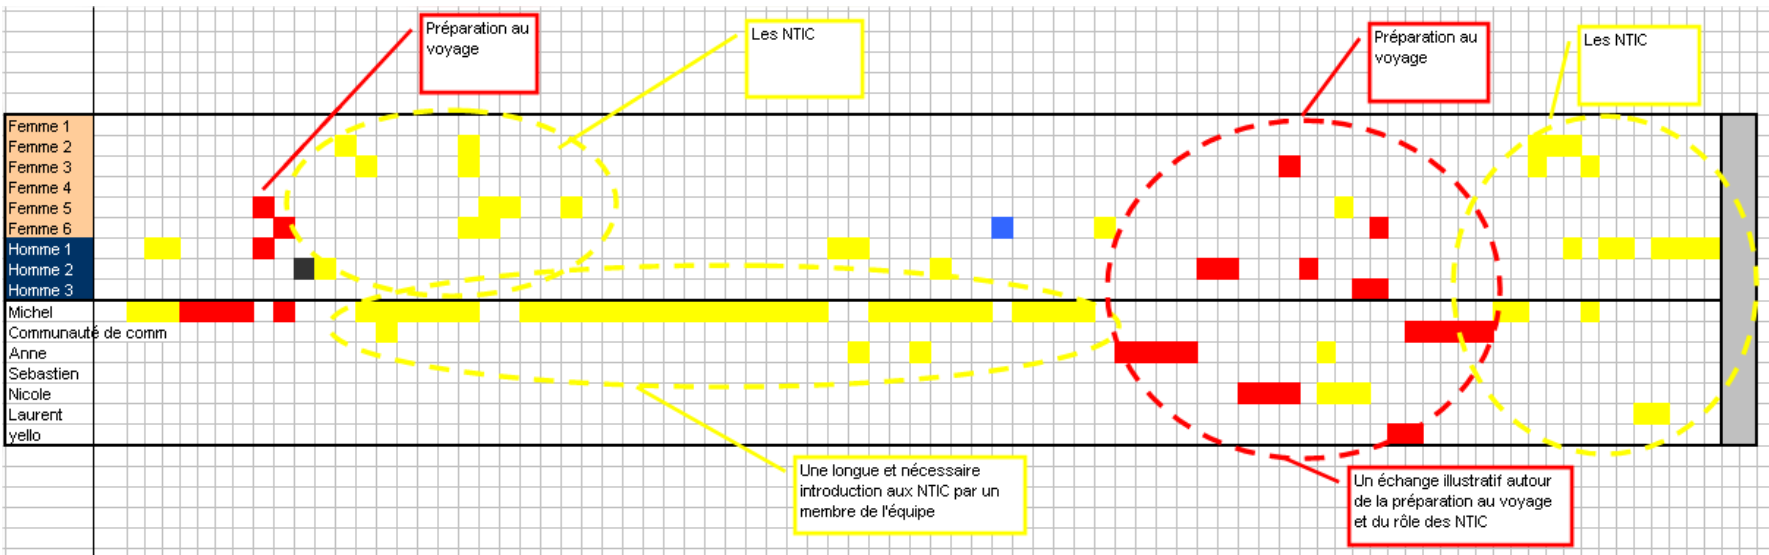 Préparation au
voyage
Les NTIC
Préparation au
voyage
Les NTIC
Femme 1
Femme 2
Femme 3
Femme 4
Femme 5
Femme 6
Homme 1
Homme 2
Homme 3
Michel
Communauté de comm
Anne
Sebastien
Nicole
Laurent
yello
Une longue et nécessaire
introduction aux NTIC par un
membre de l'équipe
Un échange illustratif autour
de la préparation au voyage
et du rôle des NTIC